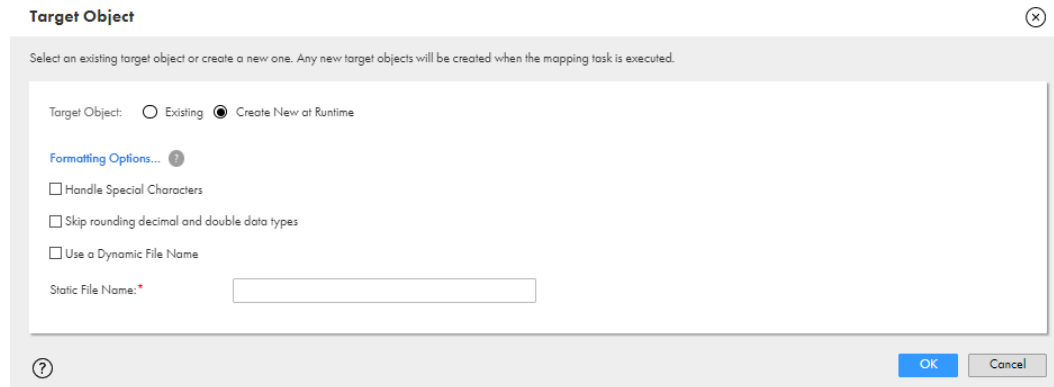 Target Object
Select an existing target object or create a new one. Any new target objects will be created when the mapping task is executed.
Target Object: Existing Create New at Runtime
Formatting Options... ?
Handle Special Characters
Skip rounding decimal and double data types
Use a Dynamic File Name
Static File Name:*
? OK Cancel